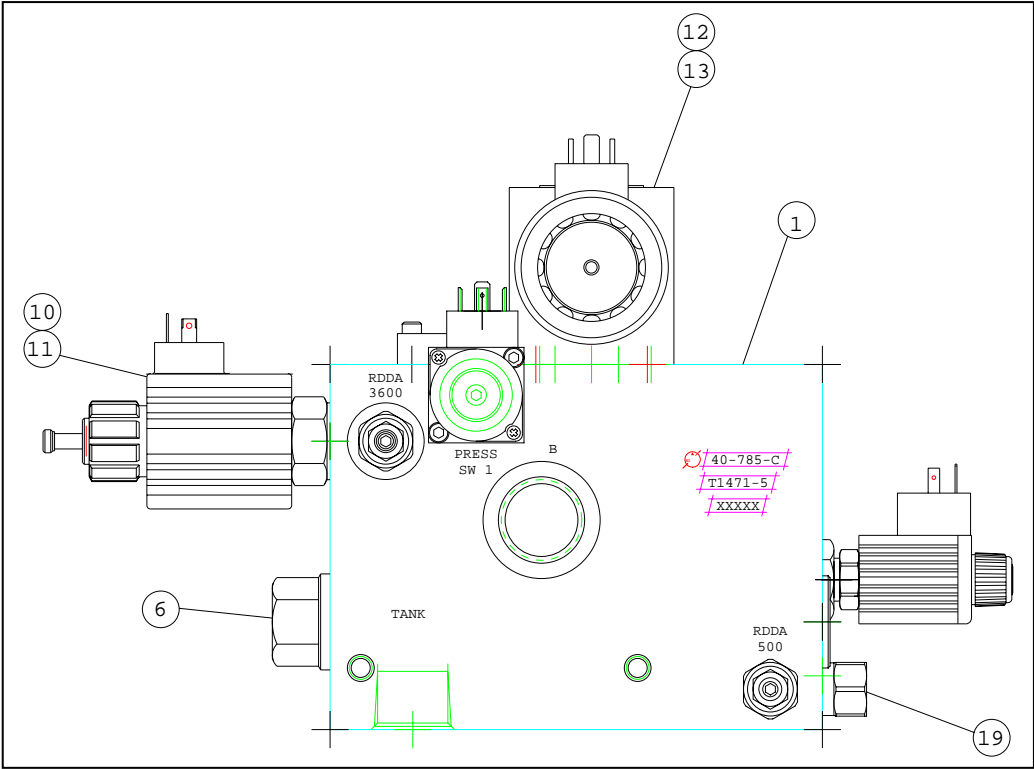 12
13
1
10
11
RDDA
3600
PRESS
SW 1
B
40-785-C
T1471-5
XXXXX
6
TANK
RDDA
500
19